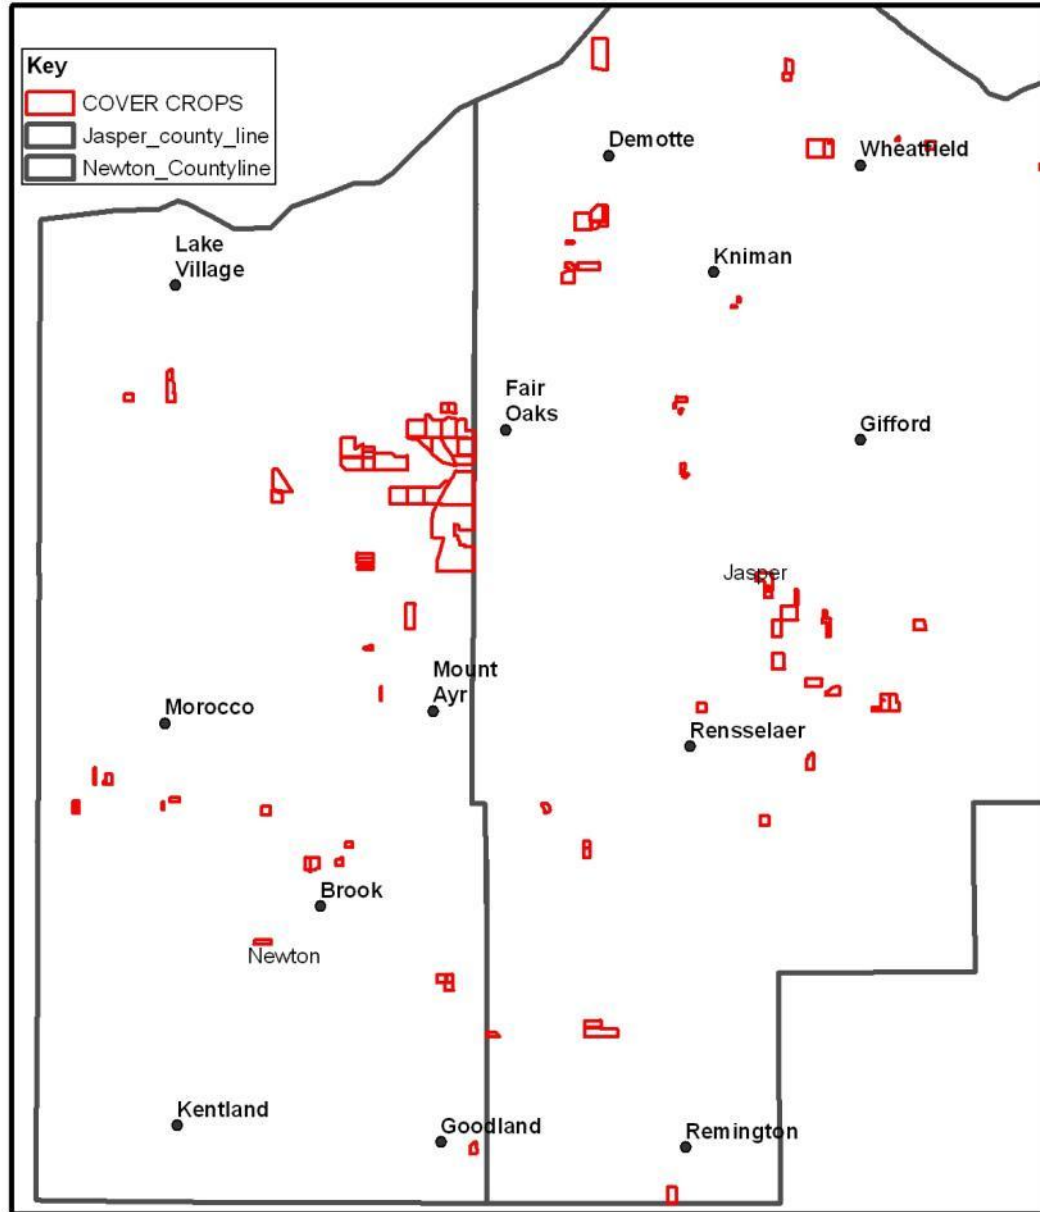 Key
COVER CROPS
Jasper_county_line
Newton_Countyline
Demotte
Wheatfield
Lake
Village
Kniman
Fair
Oaks
Gifford
Jasper
Mount
Ayr
Morocco
Rensselaer
Brook
Newton
Kentland
Goodland
Remington